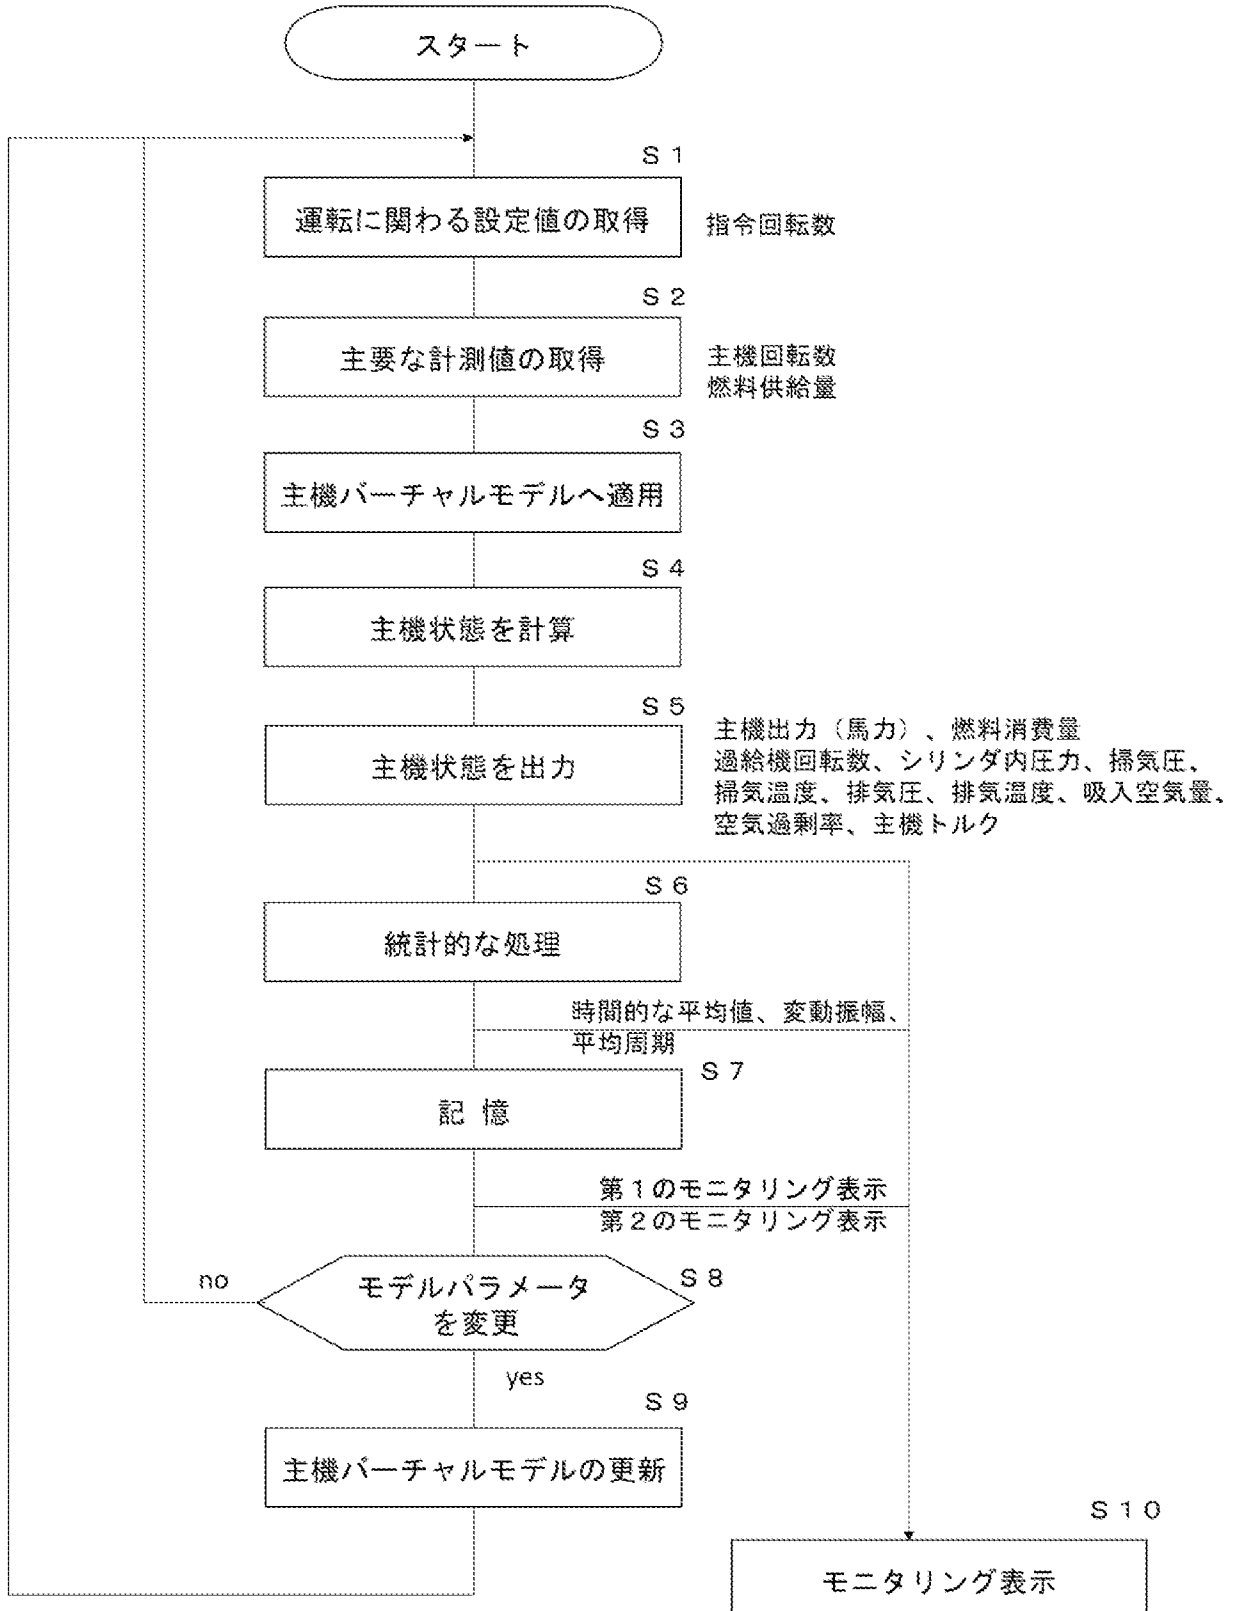 スタート
Ｓ１
運転に関わる設定値の取得
指令回転数
Ｓ２
主要な計測値の取得
主機回転数
燃料供給量
Ｓ３
主機バーチャルモデルへ適用
Ｓ４
主機状態を計算
Ｓ５
主機状態を出力
主機出力（馬力）、燃料消費量
過給機回転数、シリンダ内圧力、掃気圧、
掃気温度、排気圧、排気温度、吸入空気量、
空気過剰率、主機トルク
Ｓ６
統計的な処理
時間的な平均値、変動振幅、
平均周期
Ｓ７
記 憶
第１のモニタリング表示
第２のモニタリング表示
Ｓ８
モデルパラメータ
を変更
no
yes
Ｓ９
主機バーチャルモデルの更新
Ｓ１０
モニタリング表示